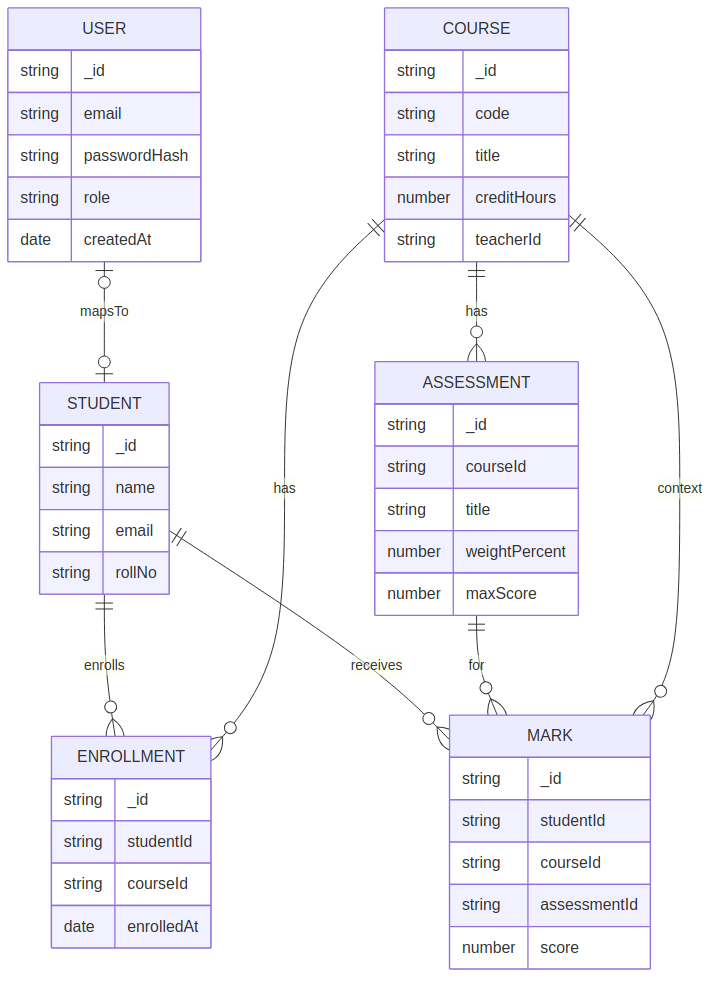 USER
string _id
string email
string passwordHash
string role
date createdAt
COURSE
string _id
string code
string title
number creditHours
string teacherId
mapsTo
has
STUDENT
string _id
string name
string email
string rollNo
ASSESSMENT
string _id
string courseId
string title
number weightPercent
number maxScore
has
context
enrolls
receives
for
ENROLLMENT
string _id
string studentId
string courseId
date enrolledAt
MARK
string _id
string studentId
string courseId
string assessmentId
number score